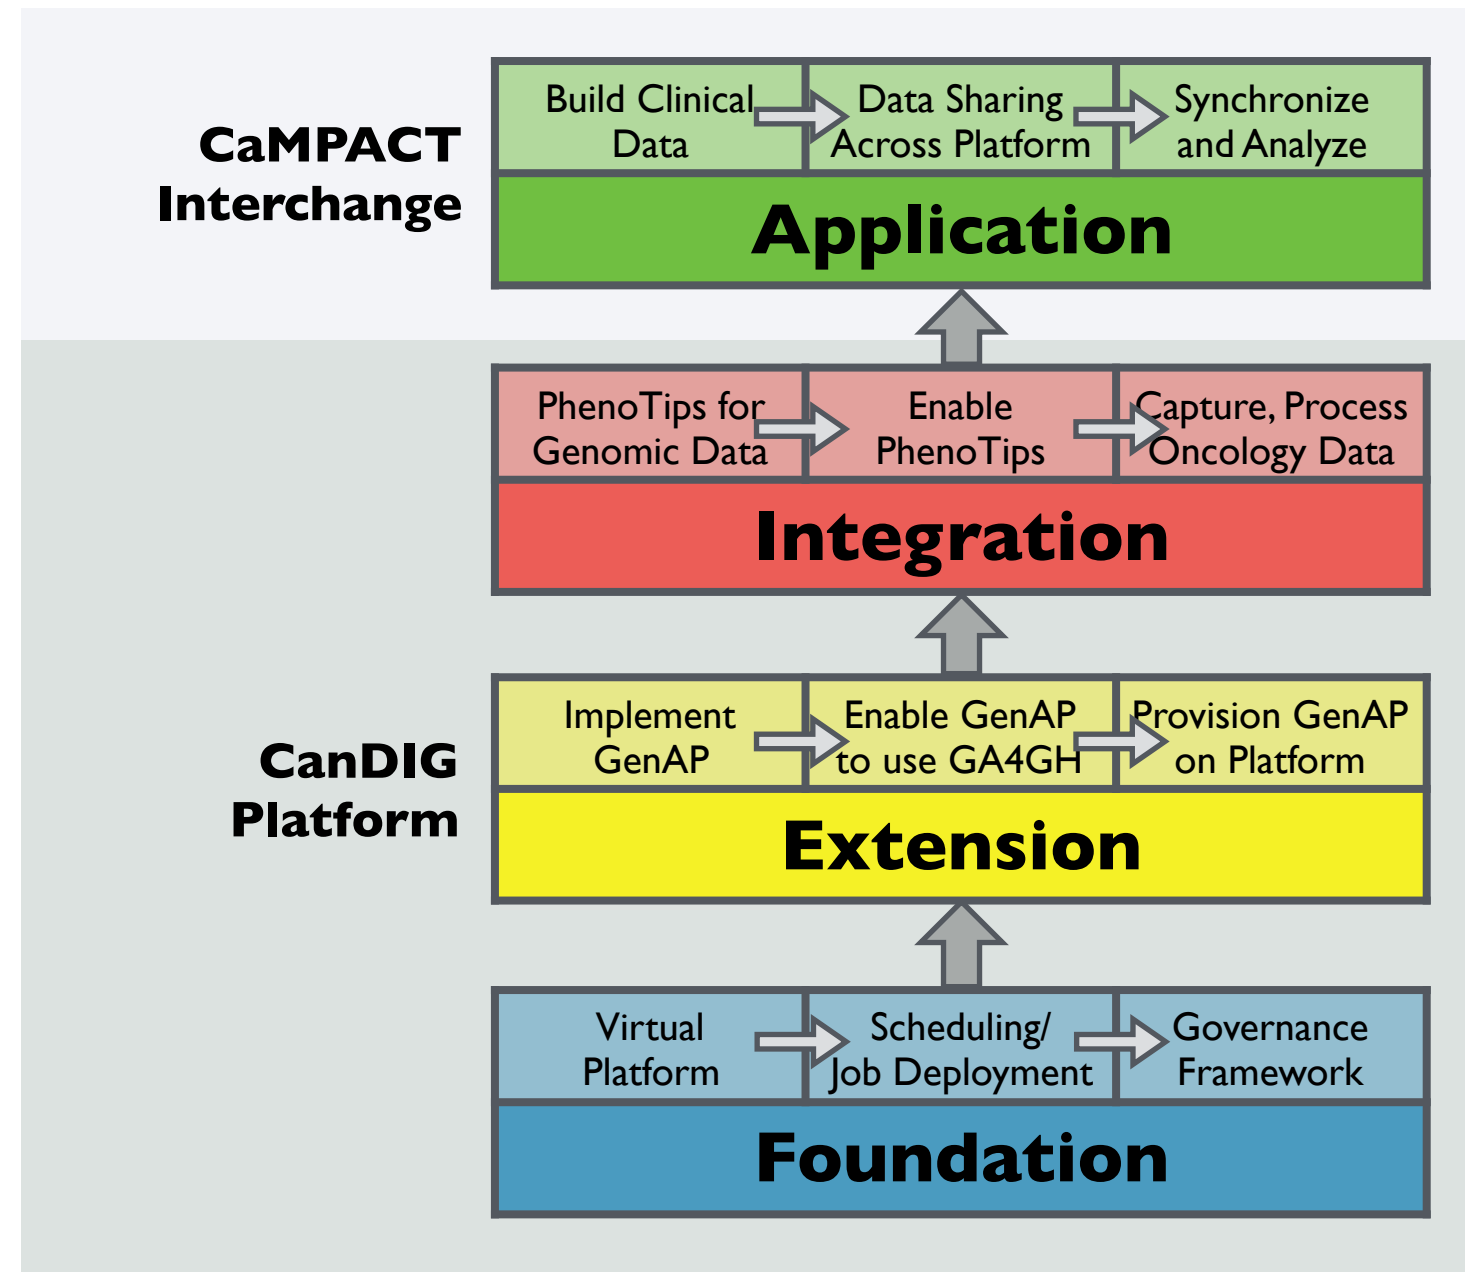 CaMPACT
Interchange
Build Clinical
Data
Data Sharing
Across Platform
Synchronize
and Analyze
Application
PhenoTips for
Genomic Data
Enable
PhenoTips
Capture, Process
Oncology Data
Integration
CanDIG
Platform
Implement
GenAP
Enable GenAP
to use GA4GH
Provision GenAP
on Platform
Extension
Virtual
Platform
Scheduling/
Job Deployment
Governance
Framework
Foundation